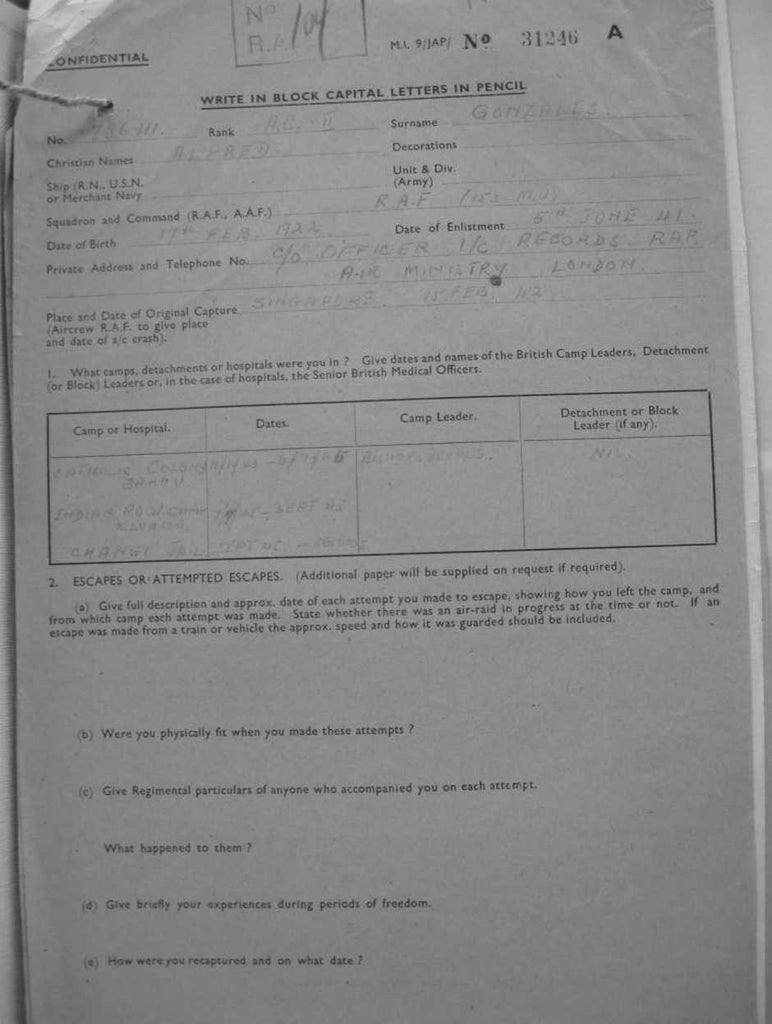 No
R.A. /04
CONFIDENTIAL
M.I. 9/JAP/ No 31246 A
WRITE IN BLOCK CAPITAL LETTERS IN PENCIL
No. Rank A.C. II Surname GONZALES.
Christian Names ALFRED Decorations
Ship (R.N., U.S.N. or Merchant Navy Unit & Div. (Army)
Squadron and Command (R.A.F., A.A.F.) R.A.F (153 M.U)
Date of Birth 17th FEB. 1922 Date of Enlistment 5th JUNE 41.
Private Address and Telephone No. C/O OFFICER I/C RECORDS. RAF
AIR MINISTRY LONDON.
Place and Date of Original Capture SINGAPORE. 15 FEB. 42
(Aircrew R.A.F. to give place
and date of a/c crash).
1. What camps, detachments or hospitals were you in ? Give dates and names of the British Camp Leaders, Detachment
(or Block) Leaders or, in the case of hospitals, the Senior British Medical Officers.
Camp or Hospital. Dates. Camp Leader. Detachment or Block Leader (if any).
CATHOLIC COLONY BISHOP NIL.
BAHAU
INDIAN P.O.W. CAMP SEPT 45
CHANGI JAIL SEPT
2. ESCAPES OR ATTEMPTED ESCAPES. (Additional paper will be supplied on request if required).
(a) Give full description and approx. date of each attempt you made to escape, showing how you left the camp, and
from which camp each attempt was made. State whether there was an air-raid in progress at the time or not. If an
escape was made from a train or vehicle the approx. speed and how it was guarded should be included.
(b) Were you physically fit when you made these attempts ?
(c) Give Regimental particulars of anyone who accompanied you on each attempt.
What happened to them ?
(d) Give briefly your experiences during periods of freedom.
(e) How were you recaptured and on what date ?